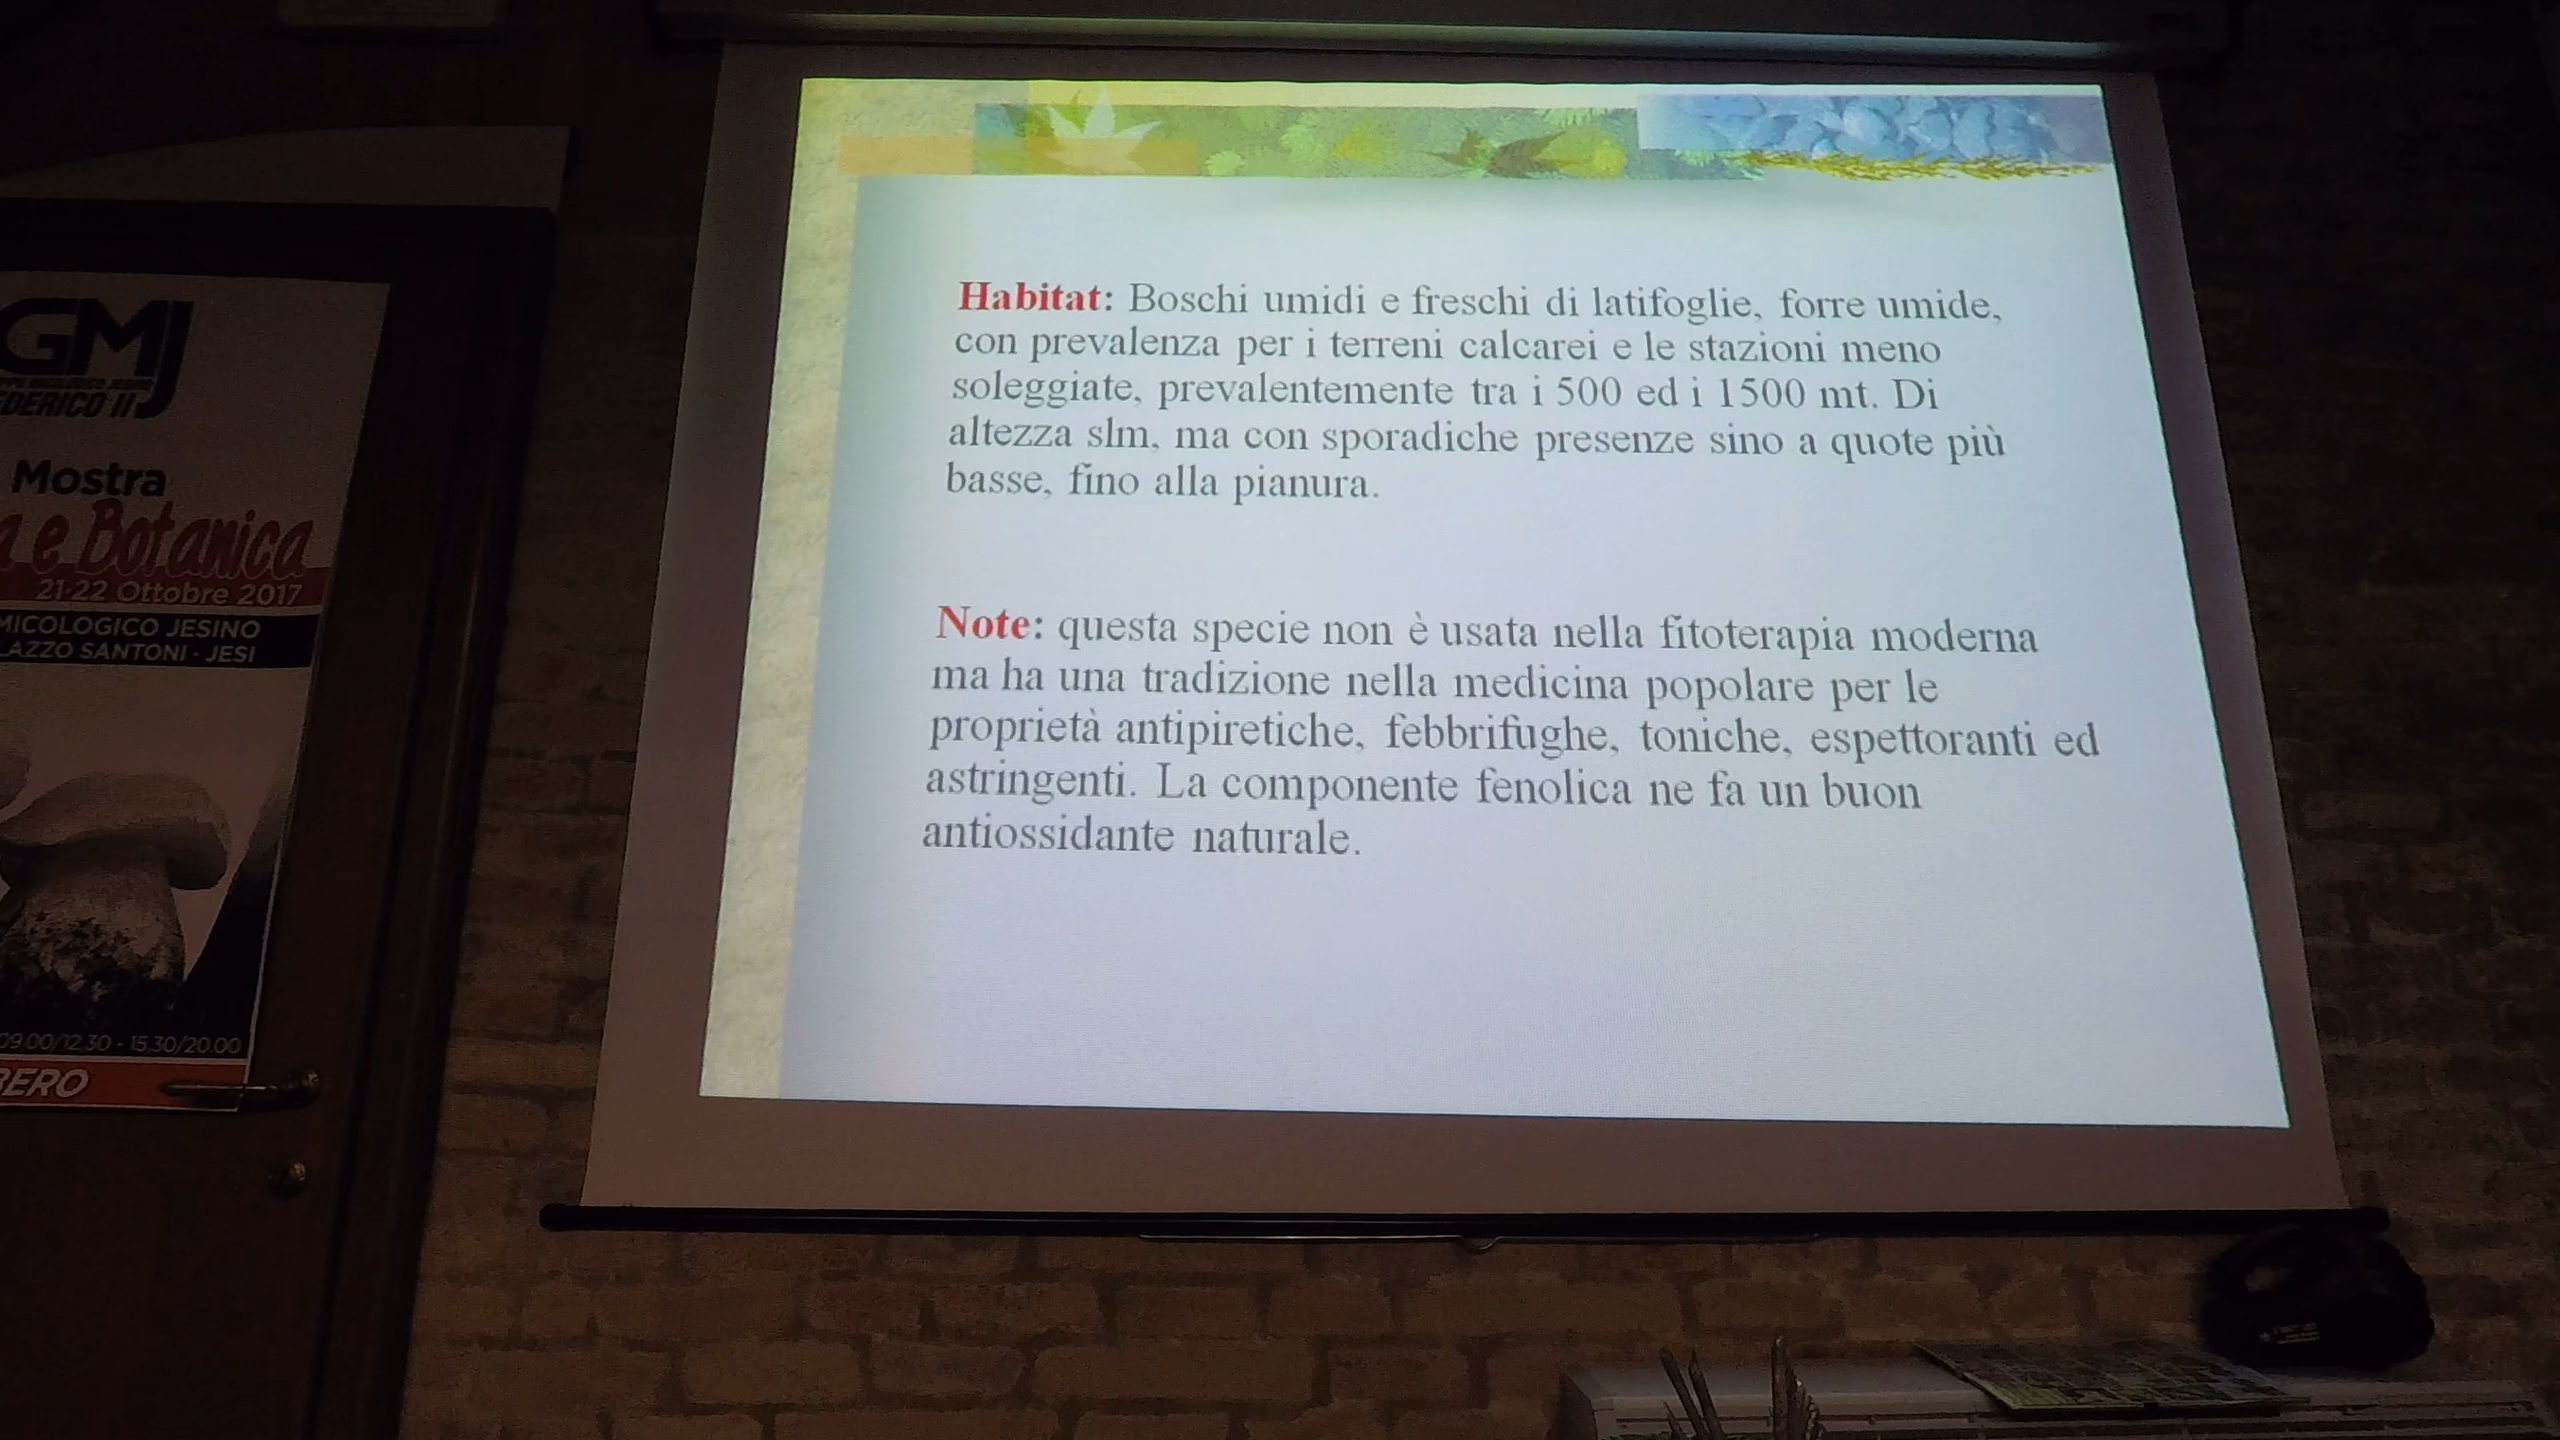 GMJ
DERICO II
Mostra
e Botanica
21-22 Ottobre 2017
MICOLOGICO JESINO
LAZZO SANTONI - JESI
09.00/12.30 - 15.30/20.00
BERO
Habitat: Boschi umidi e freschi di latifoglie, forre umide,
con prevalenza per i terreni calcarei e le stazioni meno
soleggiate, prevalentemente tra i 500 ed i 1500 mt. Di
altezza slm, ma con sporadiche presenze sino a quote più
basse, fino alla pianura.
Note: questa specie non è usata nella fitoterapia moderna
ma ha una tradizione nella medicina popolare per le
proprietà antipiretiche, febbrifughe, toniche, espettoranti ed
astringenti. La componente fenolica ne fa un buon
antiossidante naturale.